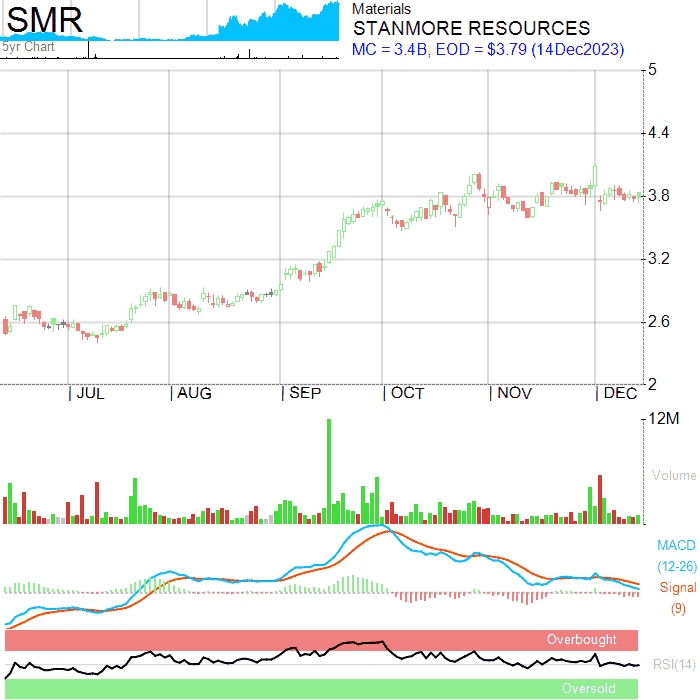 SMR
5yr Chart
Materials
STANMORE RESOURCES
MC = 3.4B, EOD = $3.79 (14Dec2023)
5
4.4
3.8
3.2
2.6
2
JUL AUG SEP OCT NOV DEC
12M
Volume
MACD
(12-26)
Signal
(9)
Overbought
RSI(14)
Oversold